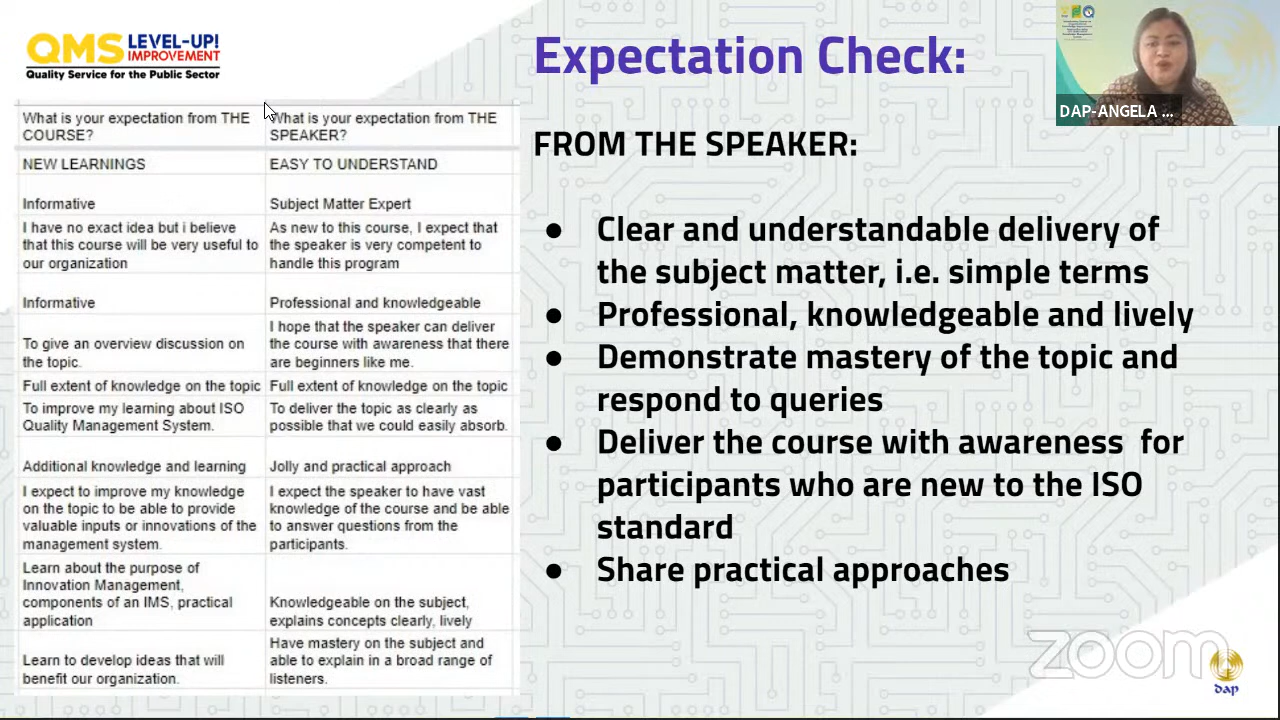 QMS LEVEL-UP!
IMPROVEMENT
Quality Service for the Public Sector
Expectation Check:
DAP-ANGELA ...
What is your expectation from THE
COURSE?
What is your expectation from THE
SPEAKER?
NEW LEARNINGS
EASY TO UNDERSTAND
Informative
Subject Matter Expert
I have no exact idea but i believe
that this course will be very useful to
our organization
As new to this course, I expect that
the speaker is very competent to
handle this program
Informative
Professional and knowledgeable
To give an overview discussion on
the topic.
I hope that the speaker can deliver
the course with awareness that there
are beginners like me.
Full extent of knowledge on the topic
Full extent of knowledge on the topic
To improve my learning about ISO
Quality Management System.
To deliver the topic as clearly as
possible that we could easily absorb.
Additional knowledge and learning
Jolly and practical approach
I expect to improve my knowledge
on the topic to be able to provide
valuable inputs or innovations of the
management system.
I expect the speaker to have vast
knowledge of the course and be able
to answer questions from the
participants.
Learn about the purpose of
Innovation Management,
components of an IMS, practical
application
Knowledgeable on the subject,
explains concepts clearly, lively
Learn to develop ideas that will
benefit our organization.
Have mastery on the subject and
able to explain in a broad range of
listeners.
FROM THE SPEAKER:
● Clear and understandable delivery of
the subject matter, i.e. simple terms
● Professional, knowledgeable and lively
● Demonstrate mastery of the topic and
respond to queries
● Deliver the course with awareness for
participants who are new to the ISO
standard
● Share practical approaches
zoom
dap